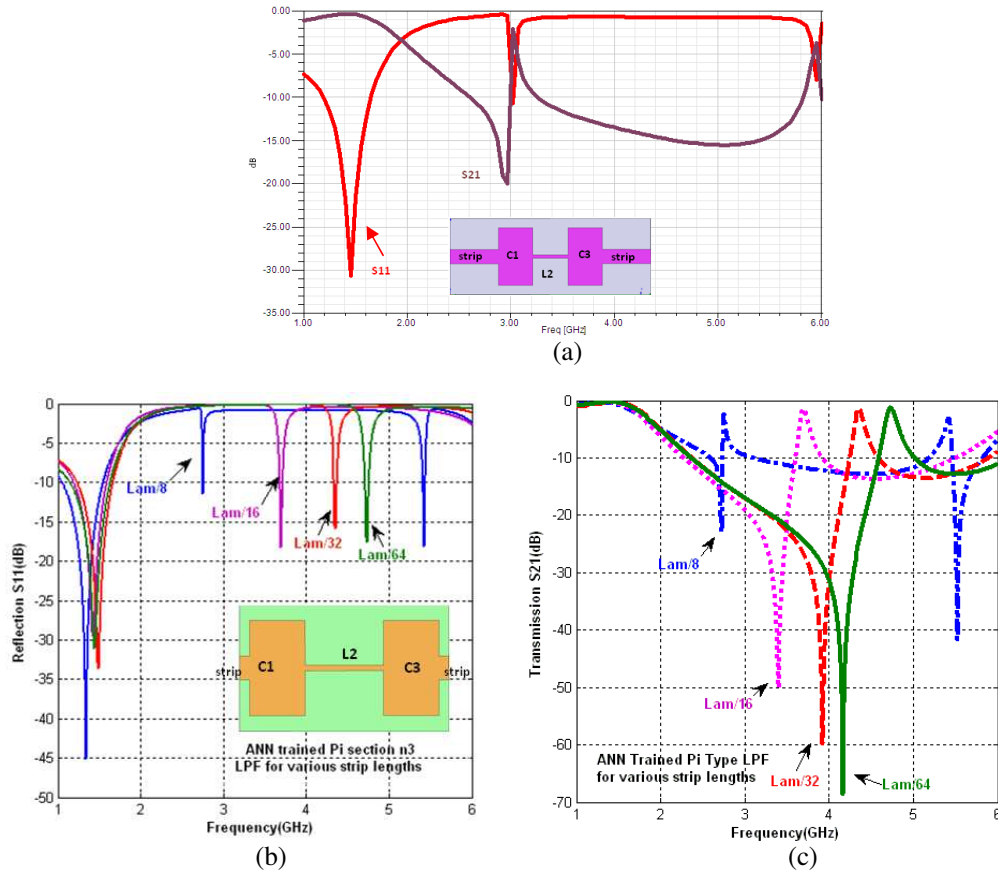 0.00
-5.00
-10.00
-15.00
-20.00
-25.00
-30.00
-35.00
dB
S21
S11
strip
C1
L2
C3
strip
1.00 2.00 3.00 4.00 5.00 6.00
Freq [GHz]
(a)
0
-5
-10
-15
-20
-25
-30
-35
-40
-45
-50
Reflection S11(dB)
Lam/8
Lam/16
Lam/32
Lam/64
strip
C1
L2
C3
strip
ANN trained Pi section n3
LPF for various strip lengths
1 2 3 4 5 6
Frequency(GHz)
(b)
0
-10
-20
-30
-40
-50
-60
-70
Transmission S21(dB)
Lam/8
Lam/16
Lam/32
Lam/64
ANN Trained Pi Type LPF
for various strip lengths
1 2 3 4 5 6
Frequency(GHz)
(c)